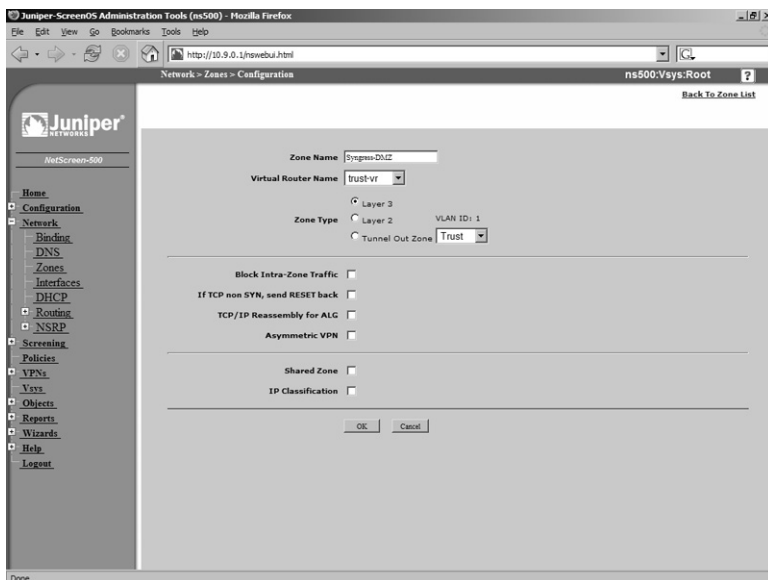 Juniper-ScreenOS Administration Tools (ns500) - Mozilla Firefox
File Edit View Go Bookmarks Tools Help
http://10.9.0.1/nswebui.html
G
Network > Zones > Configuration
ns500:Vsys:Root
?
Back To Zone List
Juniper®
NETWORKS
NetScreen-500
Home
Configuration
Network
Binding
DNS
Zones
Interfaces
DHCP
Routing
NSRP
Screening
Policies
VPNs
Vsys
Objects
Reports
Wizards
Help
Logout
Zone Name Syngress-DMZ
Virtual Router Name trust-vr
Zone Type
Layer 3
Layer 2 VLAN ID: 1
Tunnel Out Zone Trust
Block Intra-Zone Traffic
If TCP non SYN, send RESET back
TCP/IP Reassembly for ALG
Asymmetric VPN
Shared Zone
IP Classification
OK Cancel
Done